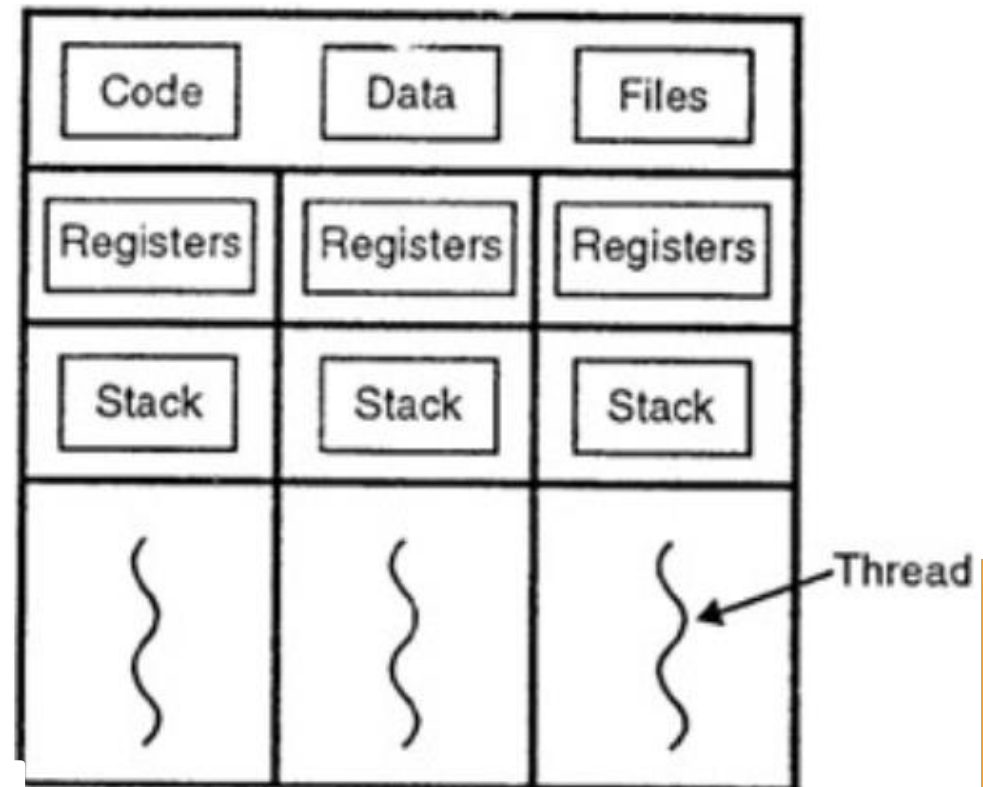 Code Data Files
Registers Registers Registers
Stack Stack Stack
Thread